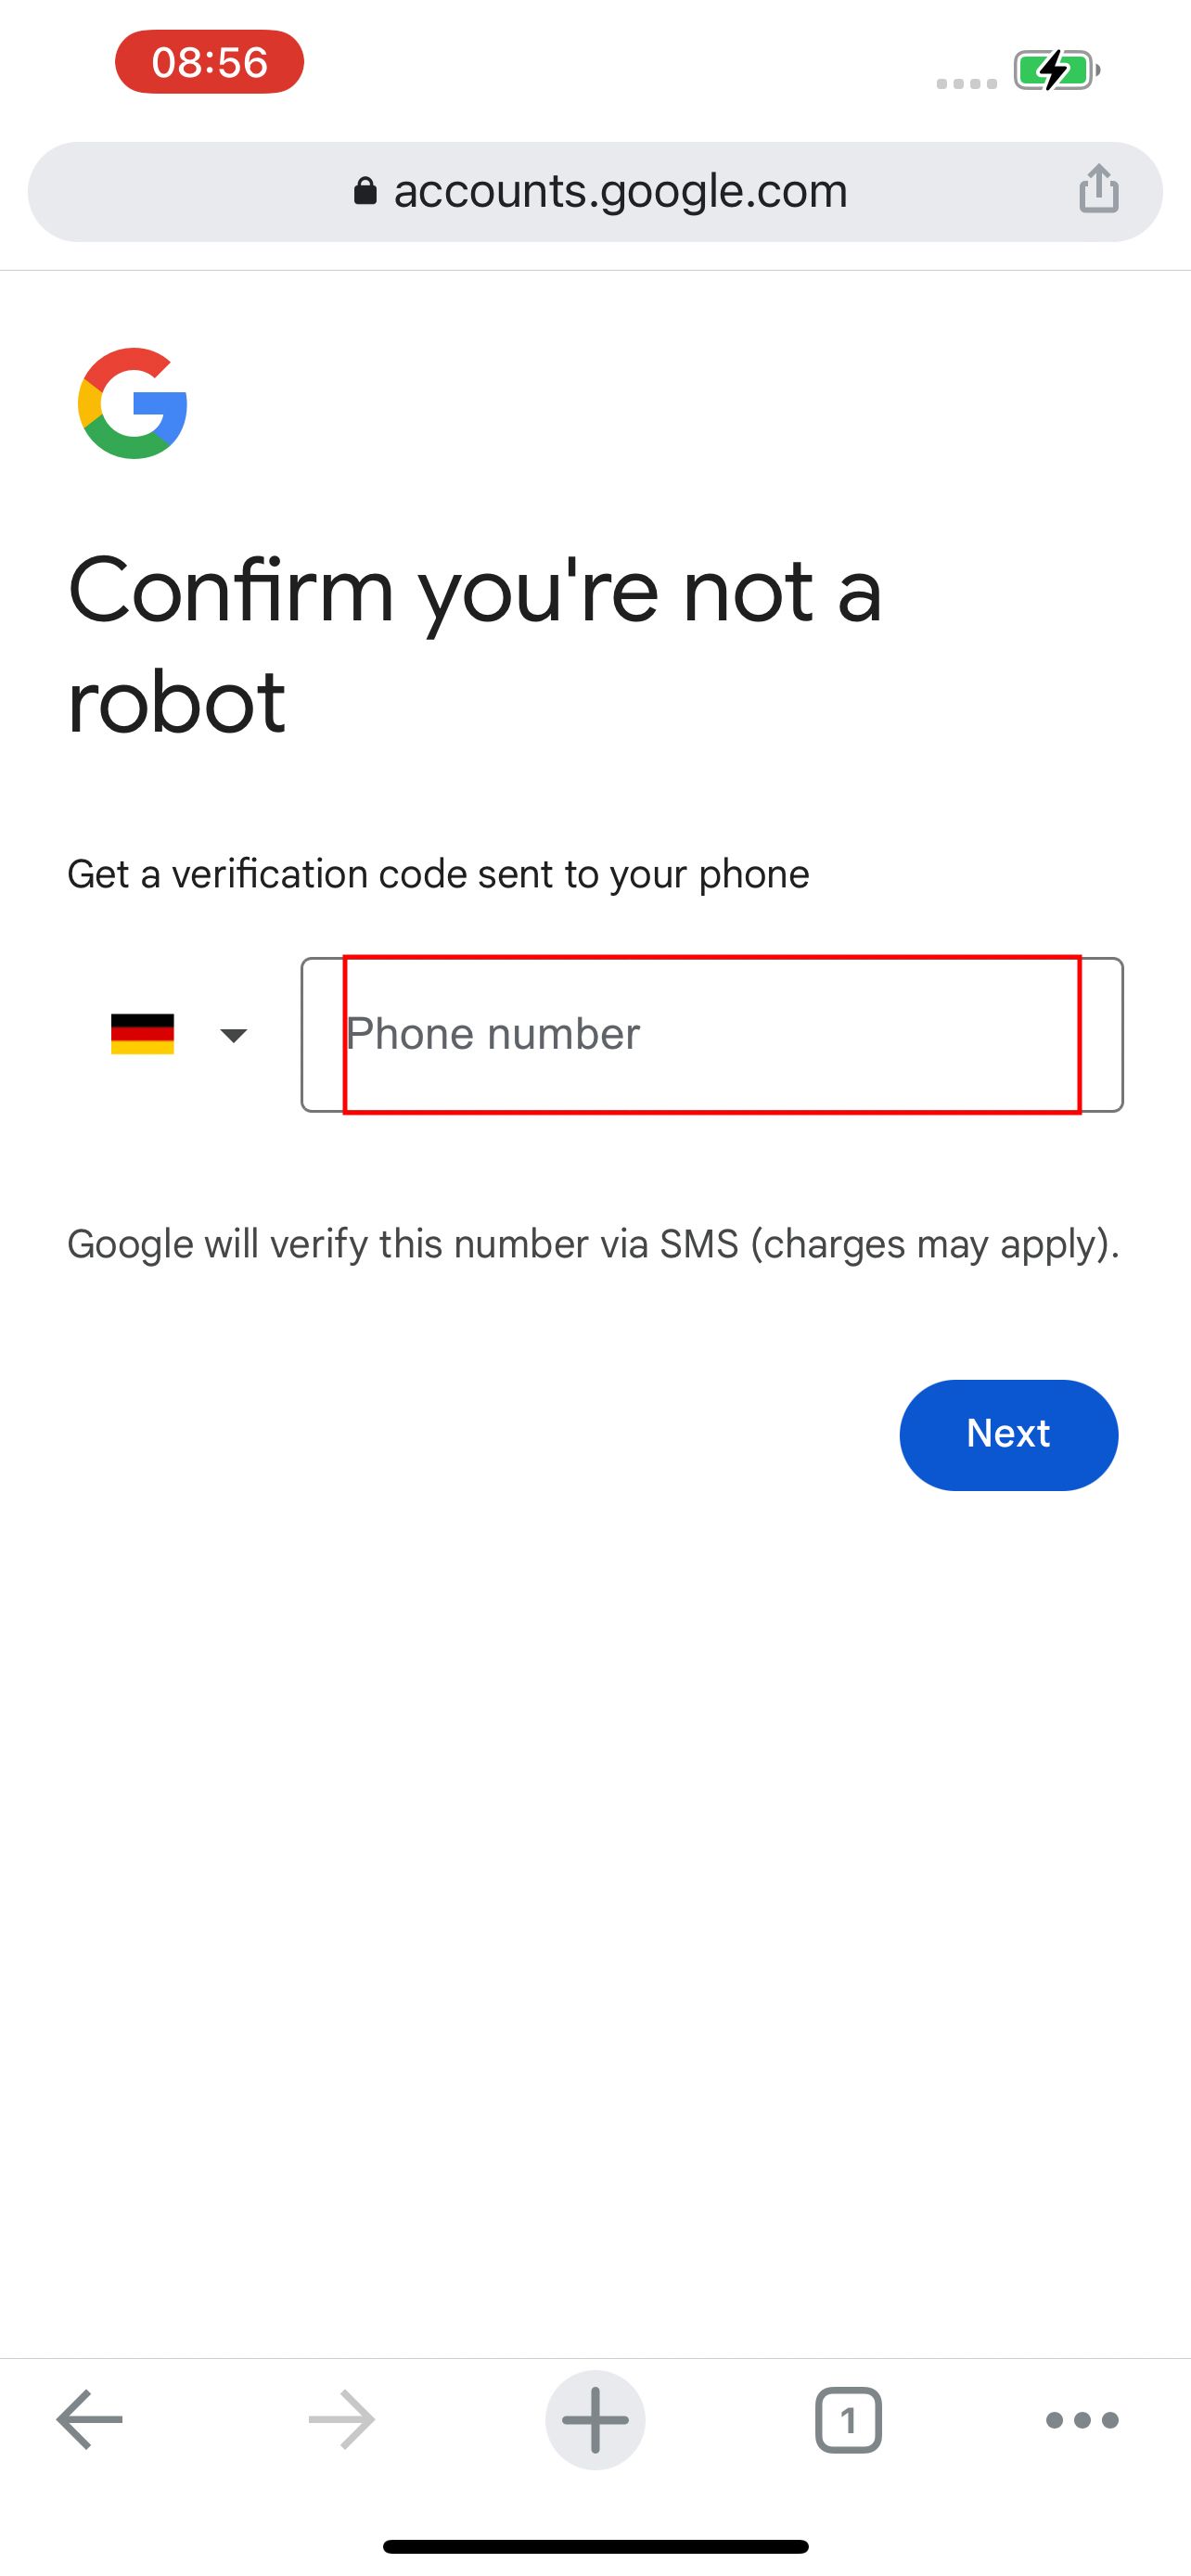 08:56
accounts.google.com
Confirm you're not a
robot
Get a verification code sent to your phone
Phone number
Google will verify this number via SMS (charges may apply).
Next
1